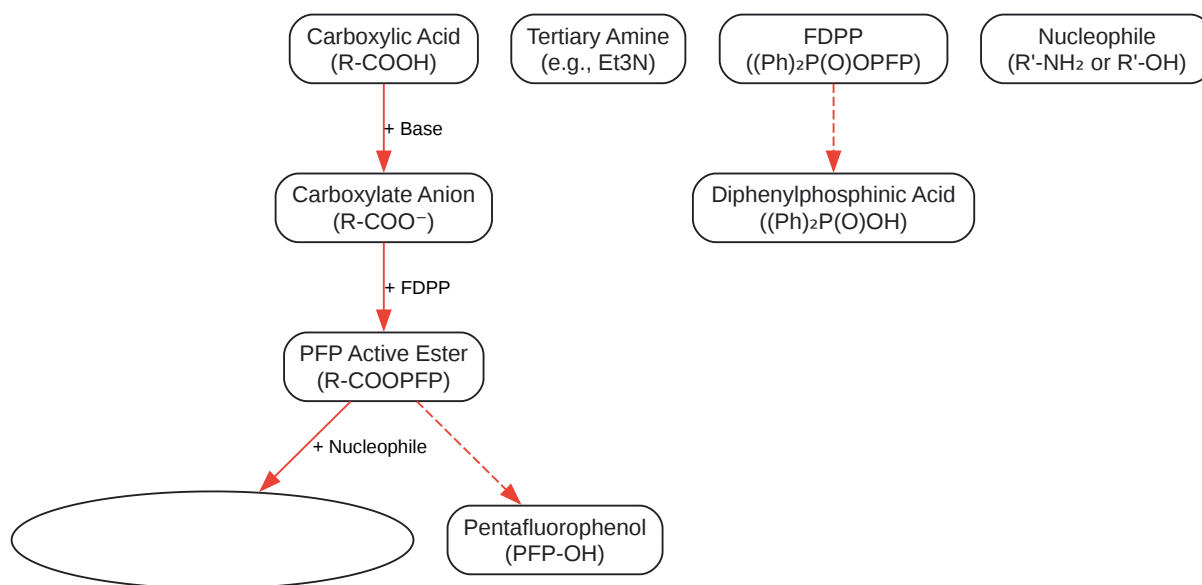 Carboxylic Acid
(R-COOH)
Tertiary Amine
(e.g., Et3N)
FDPP
((Ph)₂P(O)OPFP)
Nucleophile
(R'-NH₂ or R'-OH)
+ Base
Carboxylate Anion
(R-COO⁻)
Diphenylphosphinic Acid
((Ph)₂P(O)OH)
+ FDPP
PFP Active Ester
(R-COOPFP)
+ Nucleophile
Pentafluorophenol
(PFP-OH)